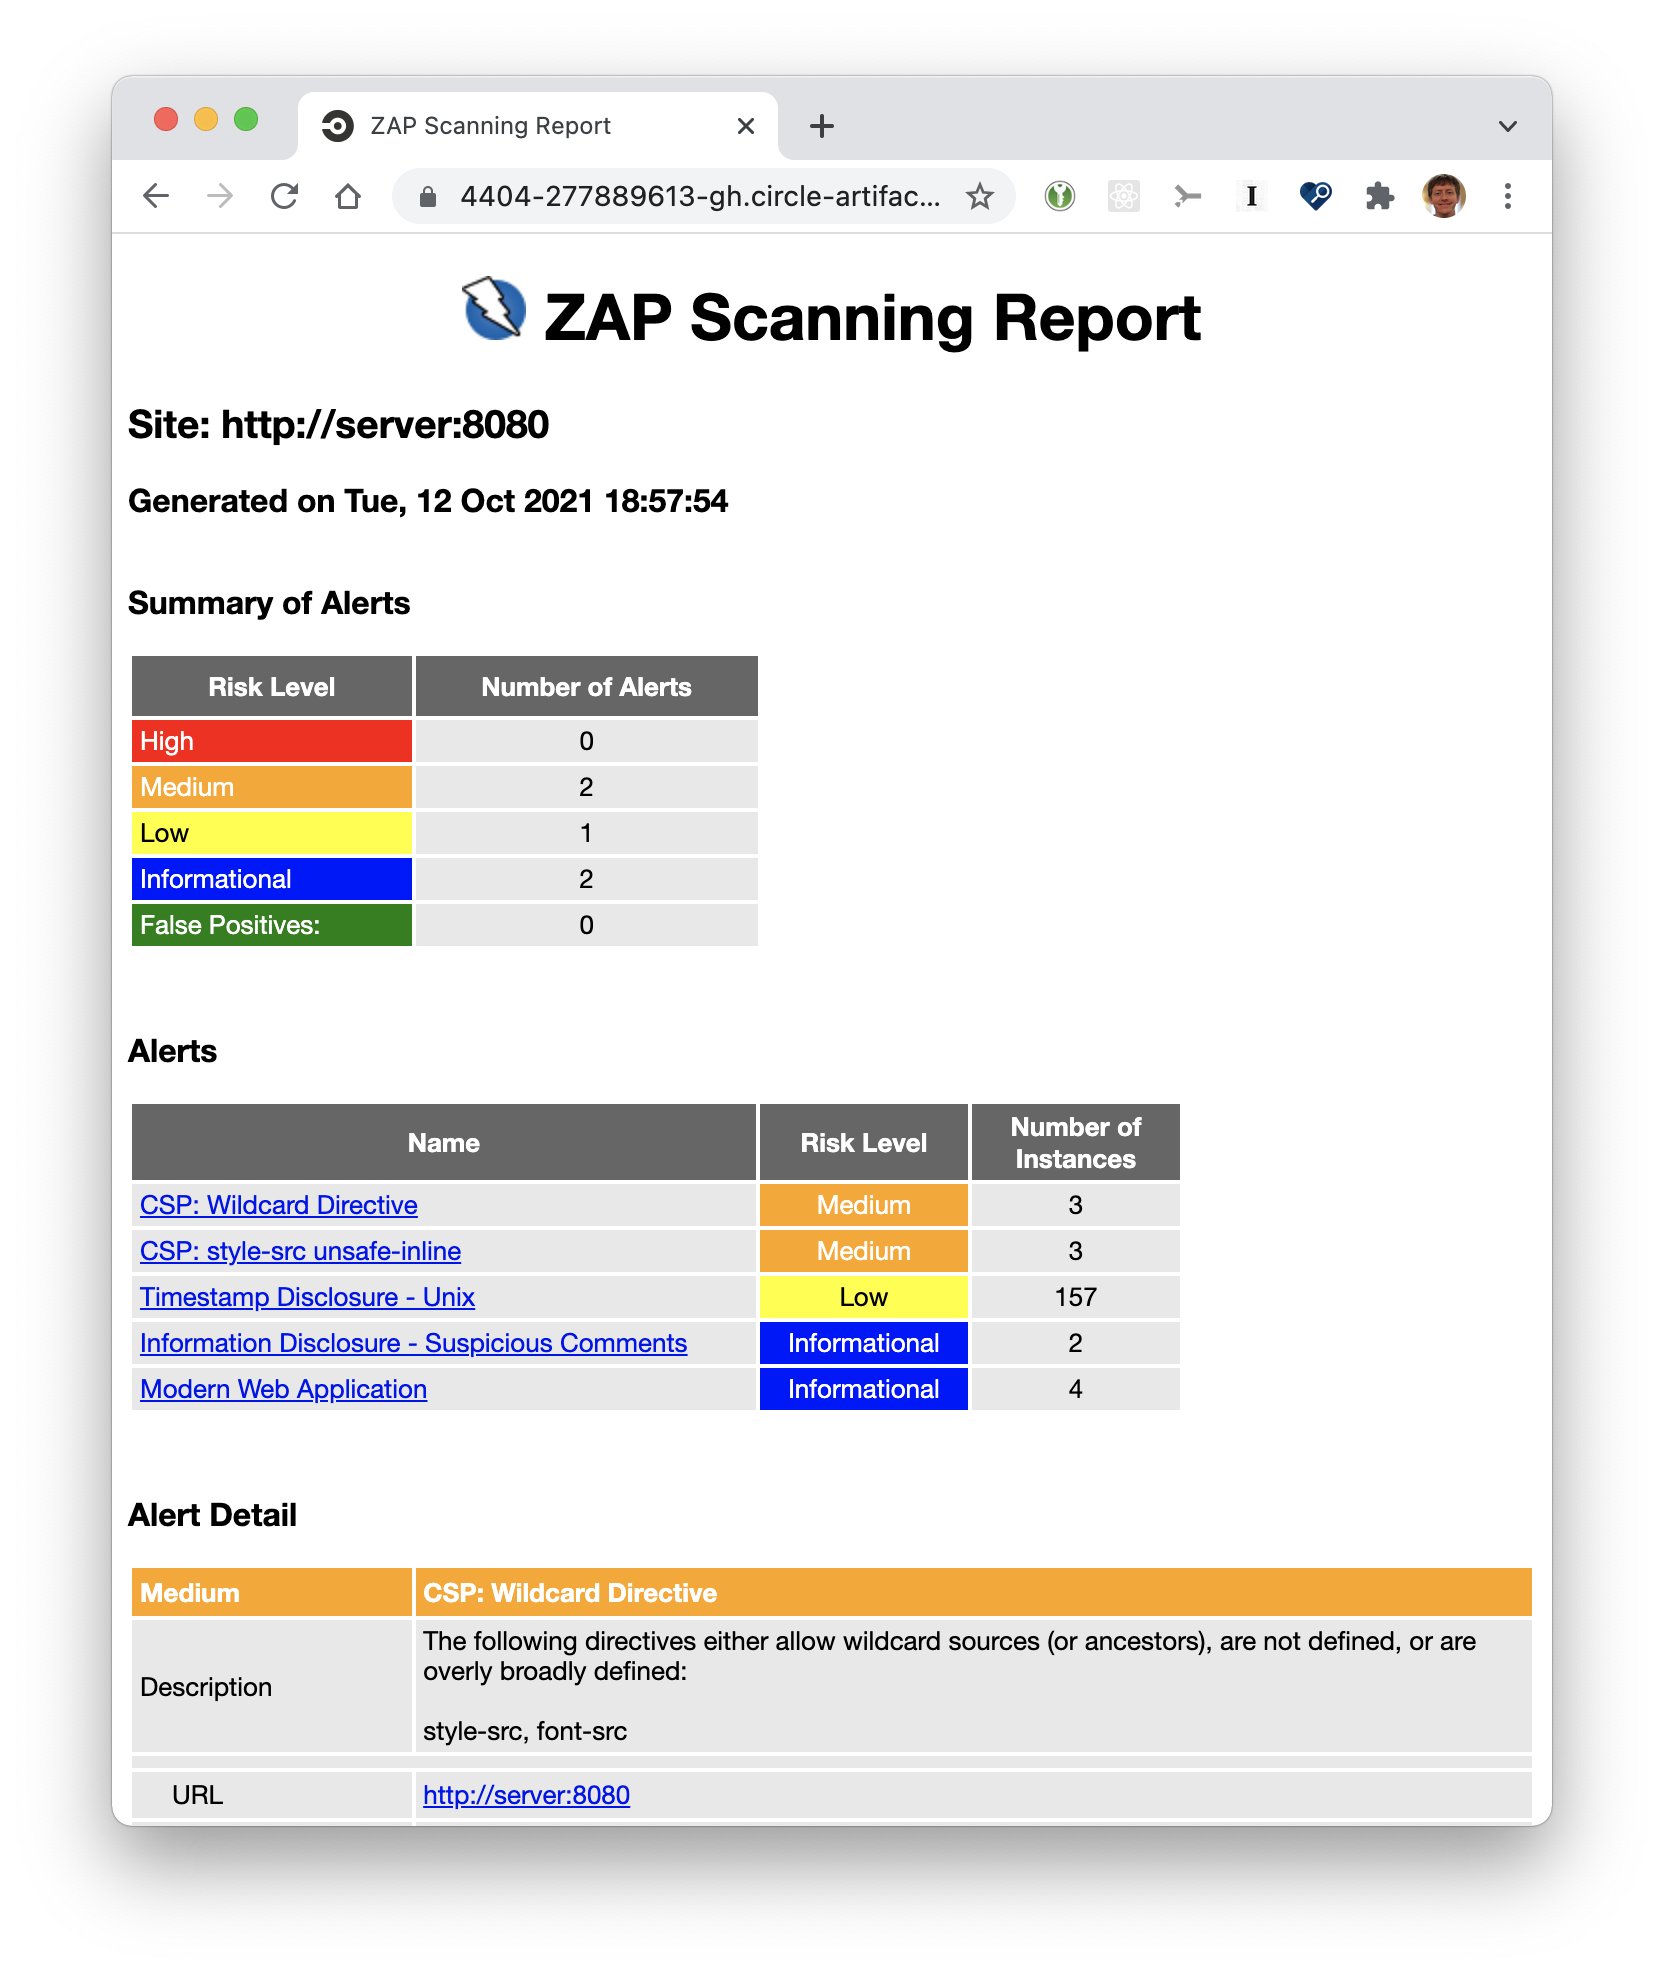 ZAP Scanning Report
4404-277889613-gh.circle-artifac...
I
ZAP Scanning Report
Site: http://server:8080
Generated on Tue, 12 Oct 2021 18:57:54
Summary of Alerts
Risk Level Number of Alerts
High 0
Medium 2
Low 1
Informational 2
False Positives: 0
Alerts
Name Risk Level Number of
Instances
CSP: Wildcard Directive Medium 3
CSP: style-src unsafe-inline Medium 3
Timestamp Disclosure - Unix Low 157
Information Disclosure - Suspicious Comments Informational 2
Modern Web Application Informational 4
Alert Detail
Medium CSP: Wildcard Directive
Description The following directives either allow wildcard sources (or ancestors), are not defined, or are
overly broadly defined:
style-src, font-src
URL http://server:8080